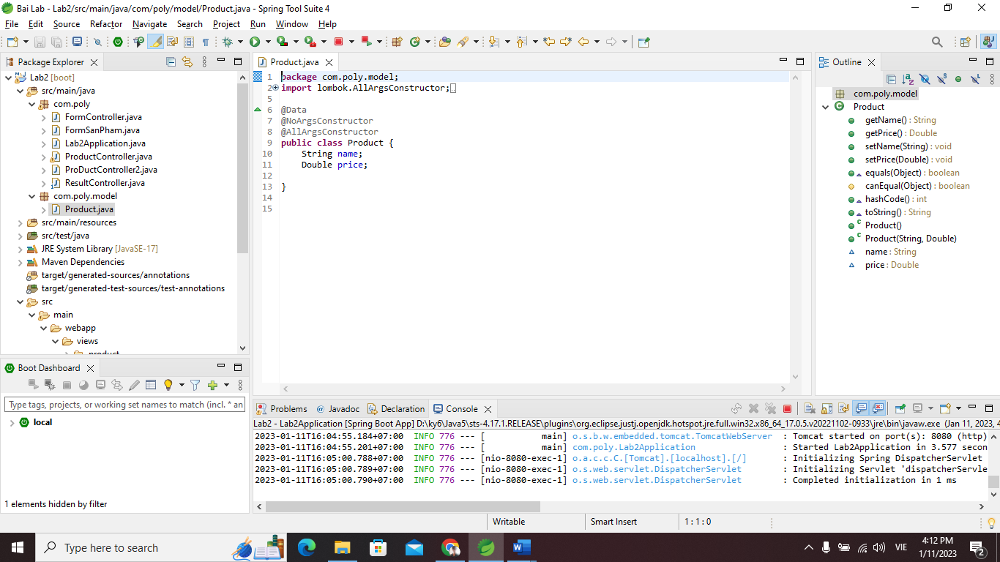 Bai Lab - Lab2/src/main/java/com/poly/model/Product.java - Spring Tool Suite 4
File Edit Source Refactor Navigate Search Project Run Window Help
Package Explorer
Lab2 [boot]
src/main/java
com.poly
FormController.java
FormSanPham.java
Lab2Application.java
ProductController.java
ProDuctController2.java
ResultController.java
com.poly.model
Product.java
src/main/resources
src/test/java
JRE System Library [JavaSE-17]
Maven Dependencies
target/generated-sources/annotations
target/generated-test-sources/test-annotations
src
main
webapp
views
product
Boot Dashboard
Type tags, projects, or working set names to match (incl. * an
local
1 elements hidden by filter
Product.java
1 package com.poly.model;
2 import lombok.AllArgsConstructor;
5
6 @Data
7 @NoArgsConstructor
8 @AllArgsConstructor
9 public class Product {
10 String name;
11 Double price;
12
13 }
14
15
Outline
com.poly.model
Product
getName() : String
getPrice() : Double
setName(String) : void
setPrice(Double) : void
equals(Object) : boolean
canEqual(Object) : boolean
hashCode() : int
toString() : String
Product()
Product(String, Double)
name : String
price : Double
Problems @ Javadoc Declaration Console
Lab2 - Lab2Application [Spring Boot App] D:\ky6\Java5\sts-4.17.1.RELEASE\plugins\org.eclipse.justj.openjdk.hotspot.jre.full.win32.x86_64_17.0.5.v20221102-0933\jre\bin\javaw.exe (Jan 11, 2023, 4
2023-01-11T16:04:55.184+07:00 INFO 776 --- [ main] o.s.b.w.embedded.tomcat.TomcatWebServer : Tomcat started on port(s): 8080 (http)
2023-01-11T16:04:55.201+07:00 INFO 776 --- [ main] com.poly.Lab2Application : Started Lab2Application in 3.577 secon
2023-01-11T16:05:00.788+07:00 INFO 776 --- [nio-8080-exec-1] o.a.c.c.C.[Tomcat].[localhost].[/] : Initializing Spring DispatcherServlet
2023-01-11T16:05:00.789+07:00 INFO 776 --- [nio-8080-exec-1] o.s.web.servlet.DispatcherServlet : Initializing Servlet 'dispatcherServle
2023-01-11T16:05:00.790+07:00 INFO 776 --- [nio-8080-exec-1] o.s.web.servlet.DispatcherServlet : Completed initialization in 1 ms
Writable Smart Insert 1 : 1 : 0
Type here to search
VIE
4:12 PM
1/11/2023
2